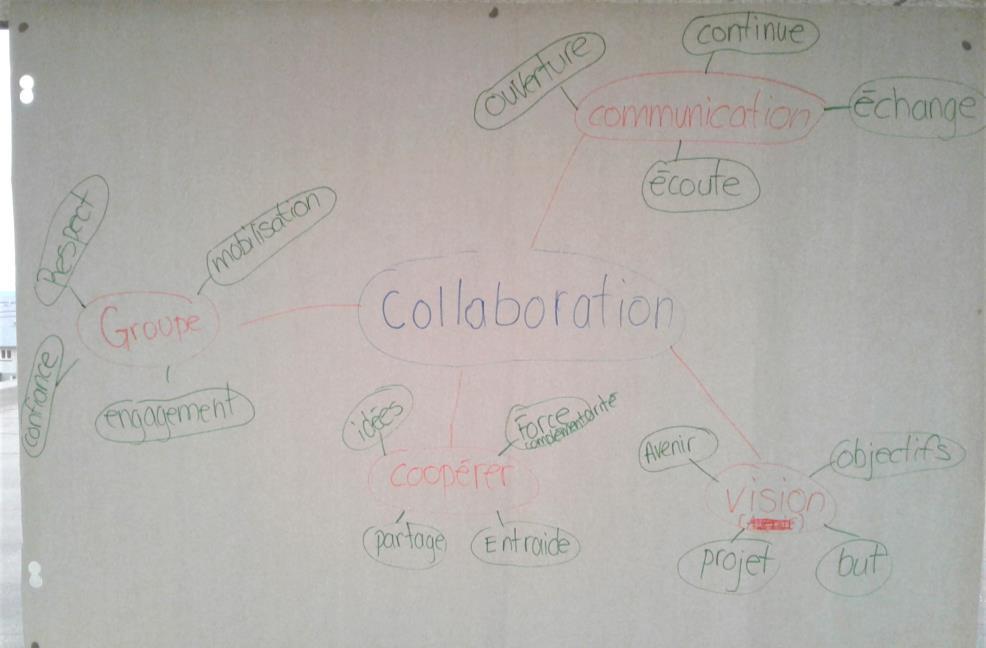 continue
ouverture
communication
échange
écoute
Respect
mobilisation
Groupe
confiance
engagement
Collaboration
idées
Force
complémentarité
coopérer
partage
Entraide
Avenir
objectifs
vision
projet
but